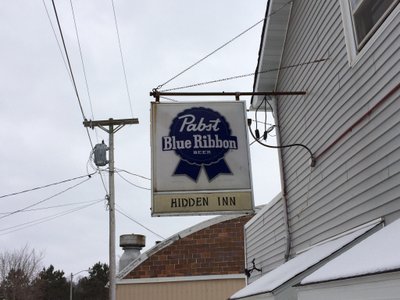 Pabst
Blue Ribbon
BEER
HIDDEN INN